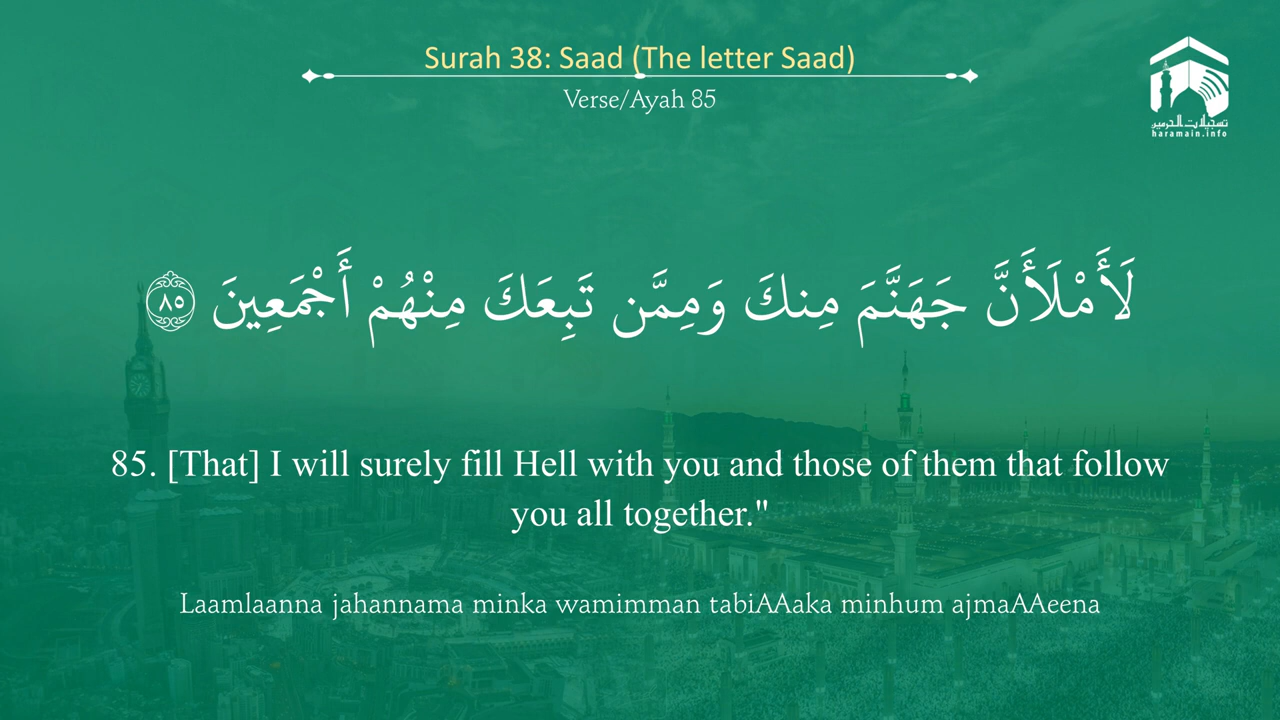 Surah 38: Saad (The letter Saad)
Verse/Ayah 85
تسجيلات الحرمين
haramain.info
لَأَمْلَأَنَّ جَهَنَّمَ مِنكَ وَمِمَّن تَبِعَكَ مِنْهُمْ أَجْمَعِينَ ٨٥
85. [That] I will surely fill Hell with you and those of them that follow
you all together."
Laamlaanna jahannama minka wamimman tabiAAaka minhum ajmaAAeena